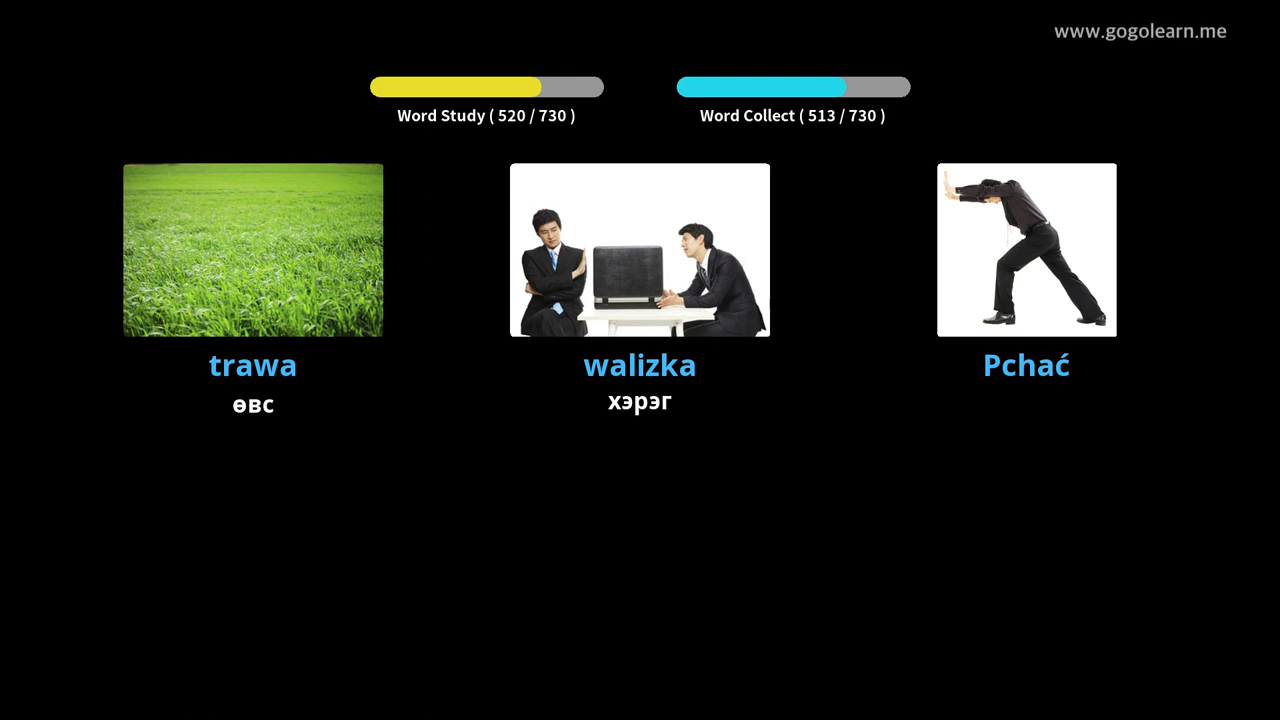 www.gogolearn.me
Word Study ( 520 / 730 )
Word Collect ( 513 / 730 )
trawa
walizka
Pchać
өвс
хэрэг